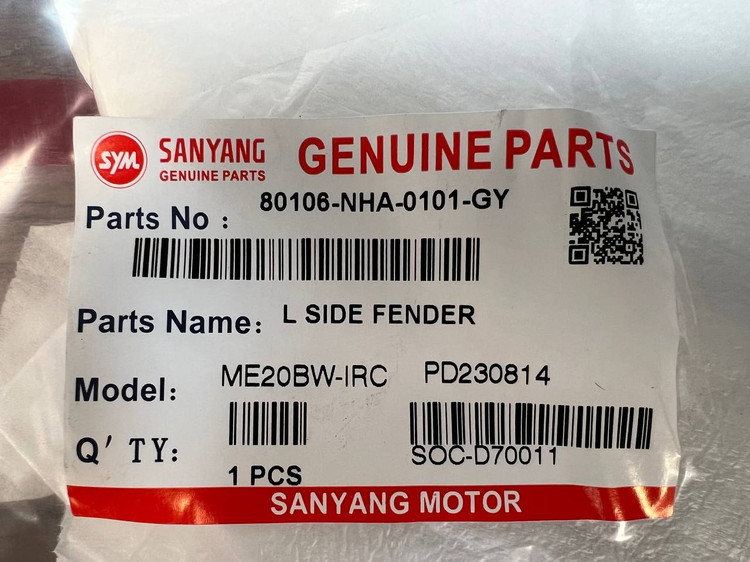 SYM SANYANG GENUINE PARTS
GENUINE PARTS
Parts No : 80106-NHA-0101-GY
Parts Name: L SIDE FENDER
Model: ME20BW-IRC PD230814
Q'TY: 1 PCS SOC-D70011
SANYANG MOTOR